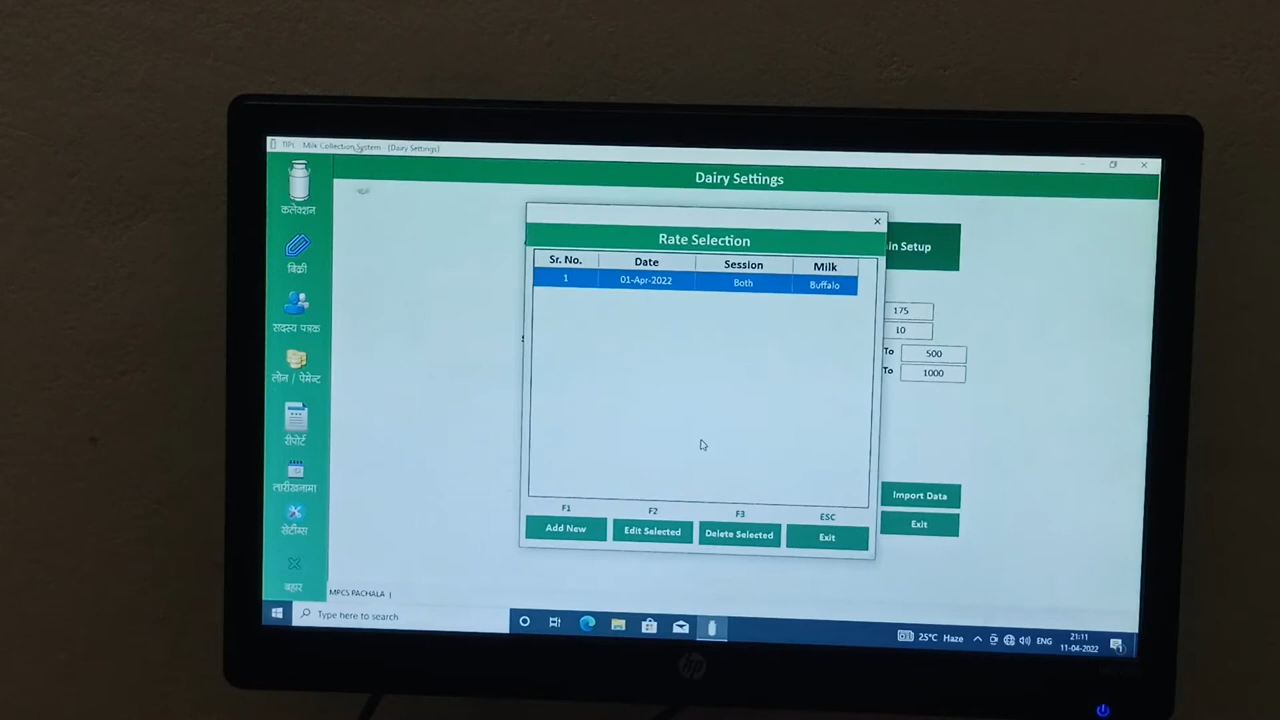 TIPL Milk Collection System - [Dairy Settings]
Dairy Settings
कलेक्शन
बिक्री
सदस्य पत्रक
लोन / पेमेन्ट
रीपोर्ट
तारीखनामा
सेटींग्स
बहार
Rate Selection
Sr. No. Date Session Milk
1 01-Apr-2022 Both Buffalo
in Setup
175
10
To 500
To 1000
F1 F2 F3 ESC
Add New Edit Selected Delete Selected Exit
Import Data
Exit
MPCS PACHALA |
Type here to search
25°C Haze
ENG
21:11
11-04-2022
hp